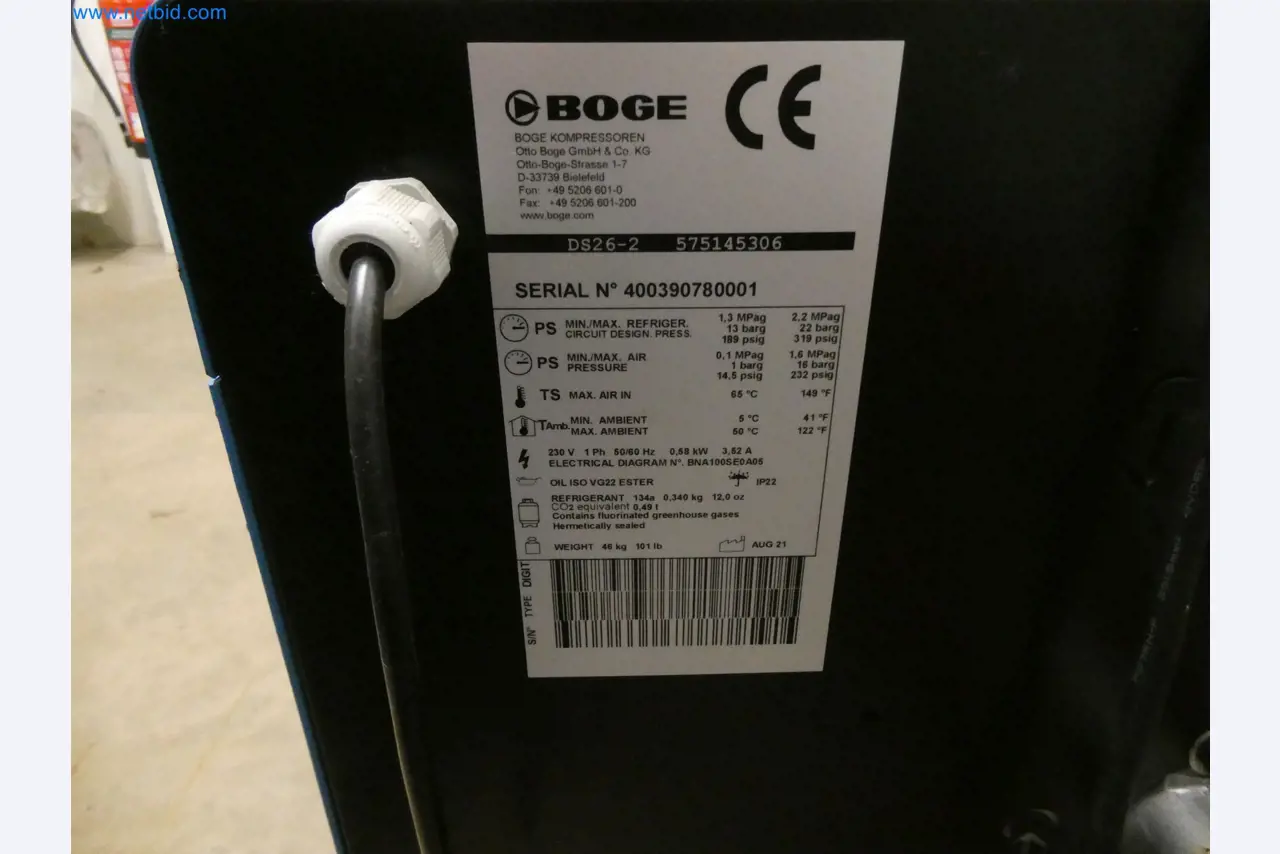 www.netbid.com
BOGE CE
BOGE KOMPRESSOREN
Otto Boge GmbH & Co. KG
Otto-Boge-Strasse 1-7
D-33739 Bielefeld
Fon: +49 5206 601-0
Fax: +49 5206 601-200
www.boge.com
DS26-2 575145306
SERIAL N° 400390780001
PS MIN./MAX. REFRIGER. CIRCUIT DESIGN. PRESS. 1,3 MPag 2,2 MPag
13 barg 22 barg
189 psig 319 psig
PS MIN./MAX. AIR PRESSURE 0,1 MPag 1,6 MPag
1 barg 16 barg
14,5 psig 232 psig
TS MAX. AIR IN 65 °C 149 °F
TAmb. MIN. AMBIENT 5 °C 41 °F
MAX. AMBIENT 50 °C 122 °F
230 V 1 Ph 50/60 Hz 0,58 kW 3,52 A
ELECTRICAL DIAGRAM N°. BNA100SE0A05
OIL ISO VG22 ESTER IP22
REFRIGERANT 134a 0,340 kg 12,0 oz
CO2 equivalent 0,49 t
Contains fluorinated greenhouse gases
Hermetically sealed
WEIGHT 46 kg 101 lb AUG 21
S/N° TYPE DIGIT